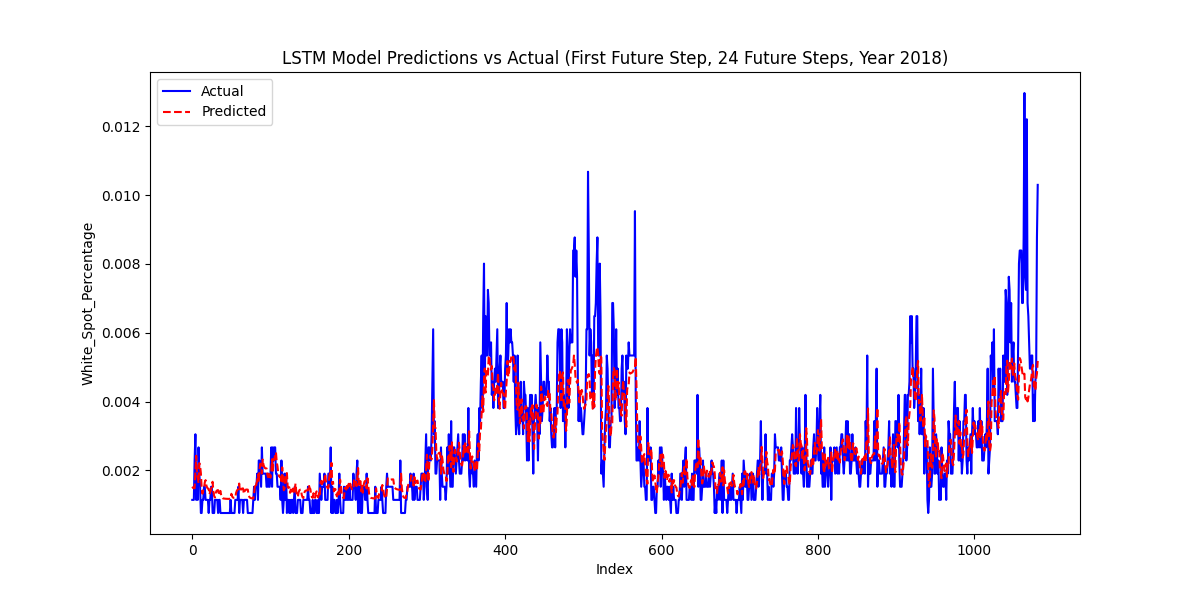 LSTM Model Predictions vs Actual (First Future Step, 24 Future Steps, Year 2018)
Actual
Predicted
0.012
0.010
0.008
0.006
0.004
0.002
White_Spot_Percentage
0 200 400 600 800 1000
Index